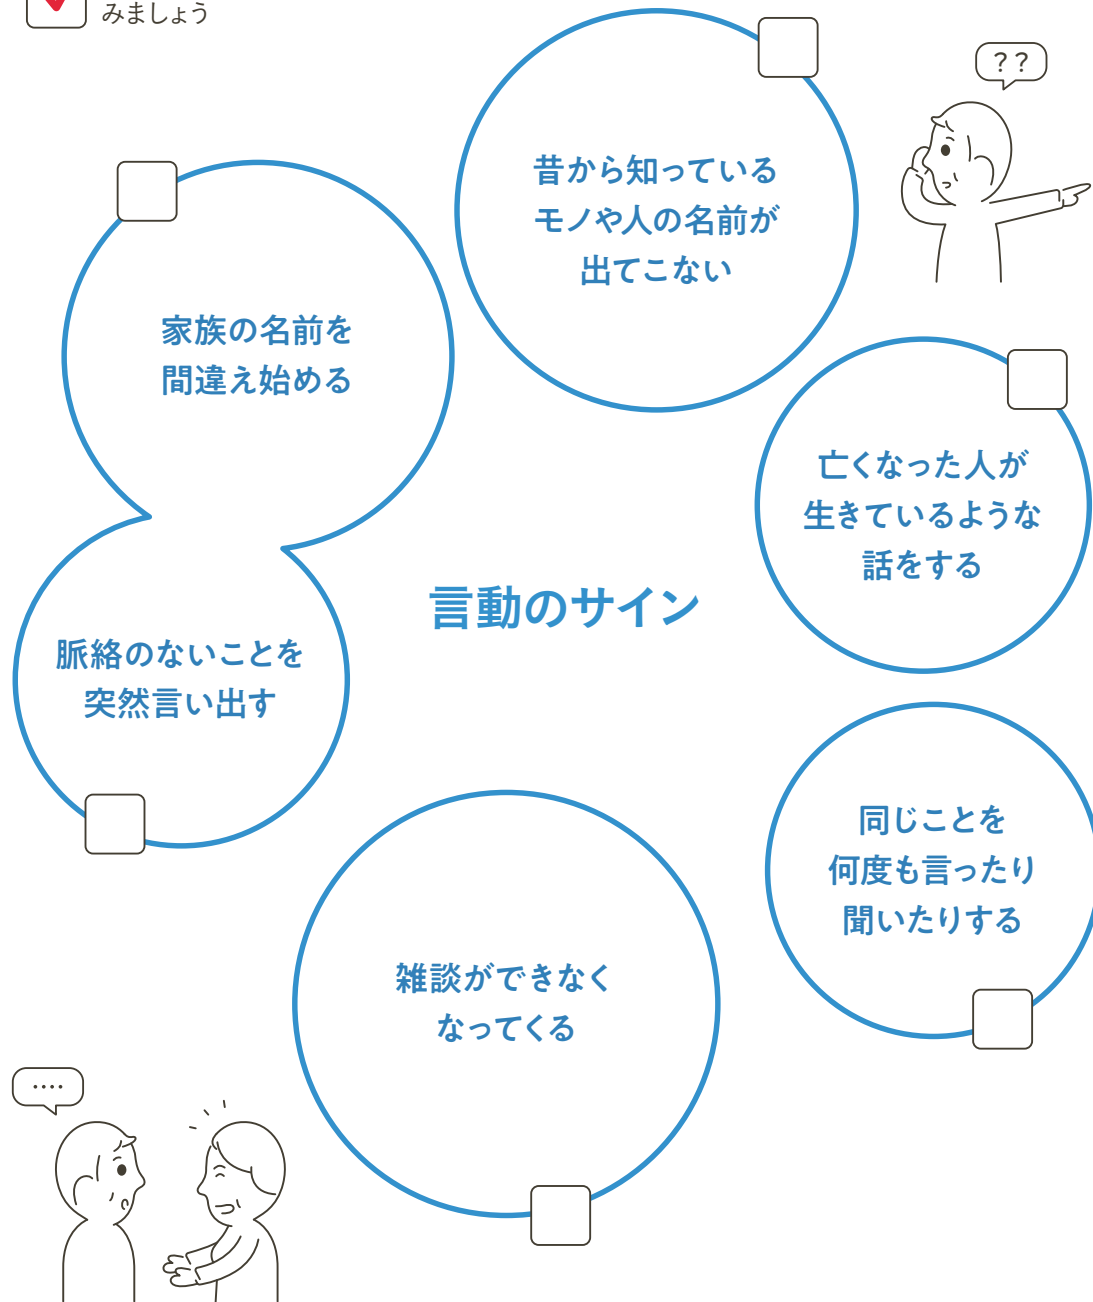 みましょう
??
昔から知っている
モノや人の名前が
出てこない
家族の名前を
間違え始める
亡くなった人が
生きているような
話をする
言動のサイン
脈絡のないことを
突然言い出す
同じことを
何度も言ったり
聞いたりする
雑談ができなく
なってくる
····